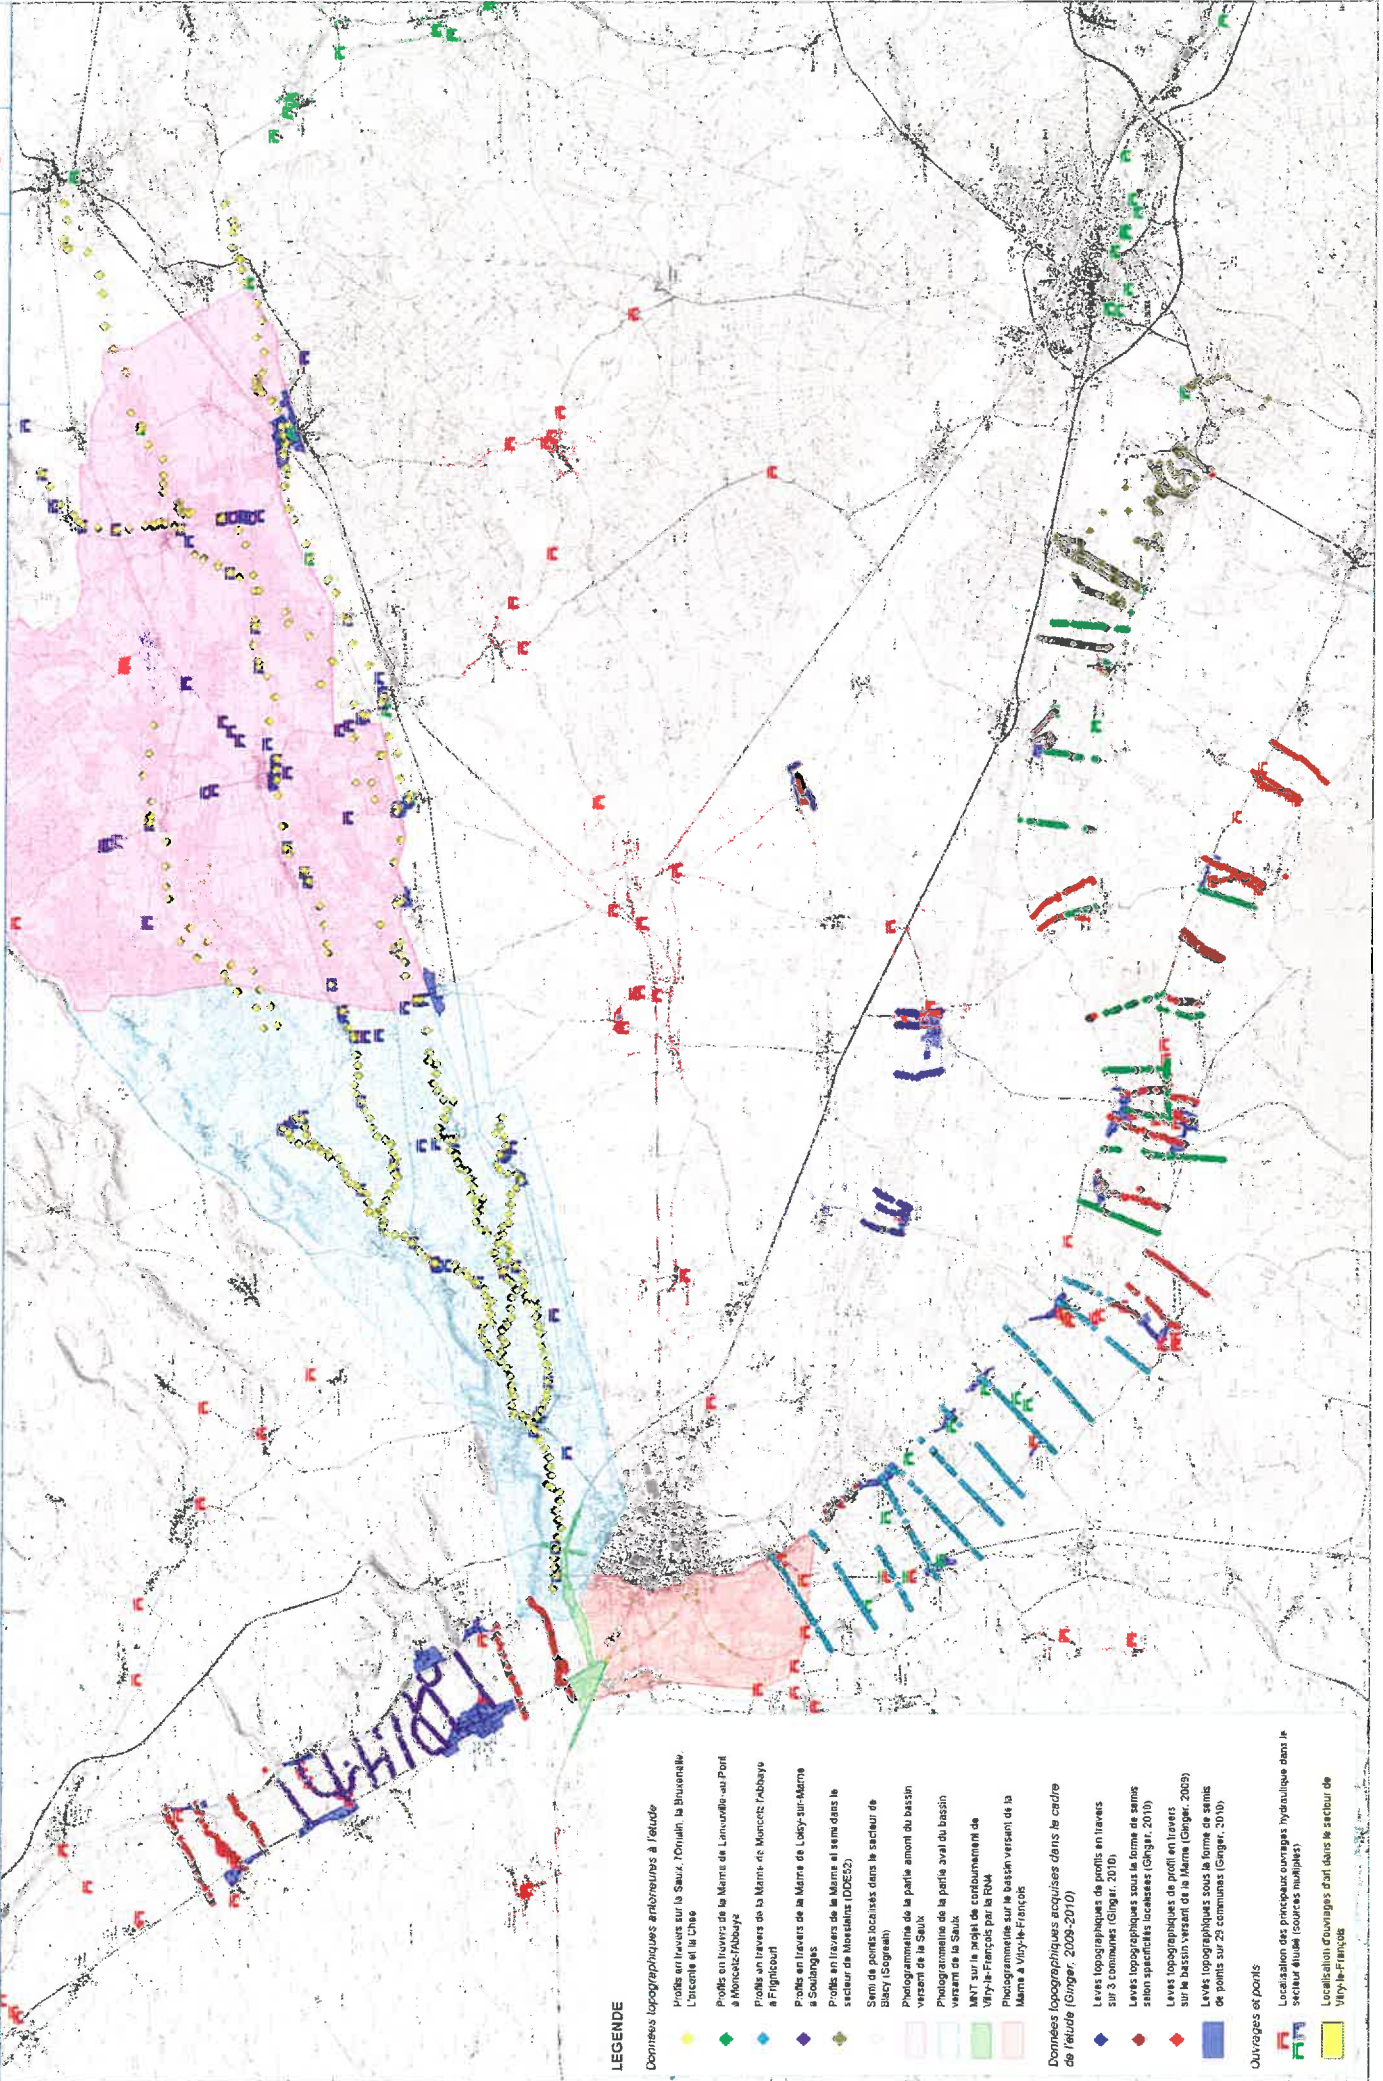 LEGENDE
Données topographiques antérieures à l'étude
Profils en travers sur la Saulx, l'Ornain, la Bruxenelle,
et la Chée
Profils en travers de la Marne de Laneuville-au-Pont
à Moncetz-l'Abbaye
Profils en travers de la Marne de Moncetz-l'Abbaye
à Frignicourt
Profils en travers de la Marne de Loisy-sur-Marne
à Soulanges
Profils en travers de la Marne et semi dans le
secteur de Moeslains (DDE52)
Semi de points localisés dans le secteur de
Blacy (Sogreah)
Photogrammétrie de la partie amont du bassin
versant de la Saulx
Photogrammétrie de la partie aval du bassin
versant de la Saulx
MNT sur le projet de contournement de
Vitry-le-François par la RN4
Photogrammétrie sur le bassin versant de la
Marne à Vitry-le-François
Données topographiques acquises dans le cadre
de l'étude (Ginger, 2009-2010)
Levés topographiques de profils en travers
sur 3 communes (Ginger, 2010)
Levés topographiques sous la forme de semis
selon spécificités localisées (Ginger, 2010)
Levés topographiques de profil en travers
sur le bassin versant de la Marne (Ginger, 2009)
Levés topographiques sous la forme de semis
de points sur 29 communes (Ginger, 2010)
Ouvrages et ponts
Localisation des principaux ouvrages hydraulique dans le
secteur étudié (sources multiples)
Localisation d'ouvrages d'art dans le secteur de
Vitry-le-François